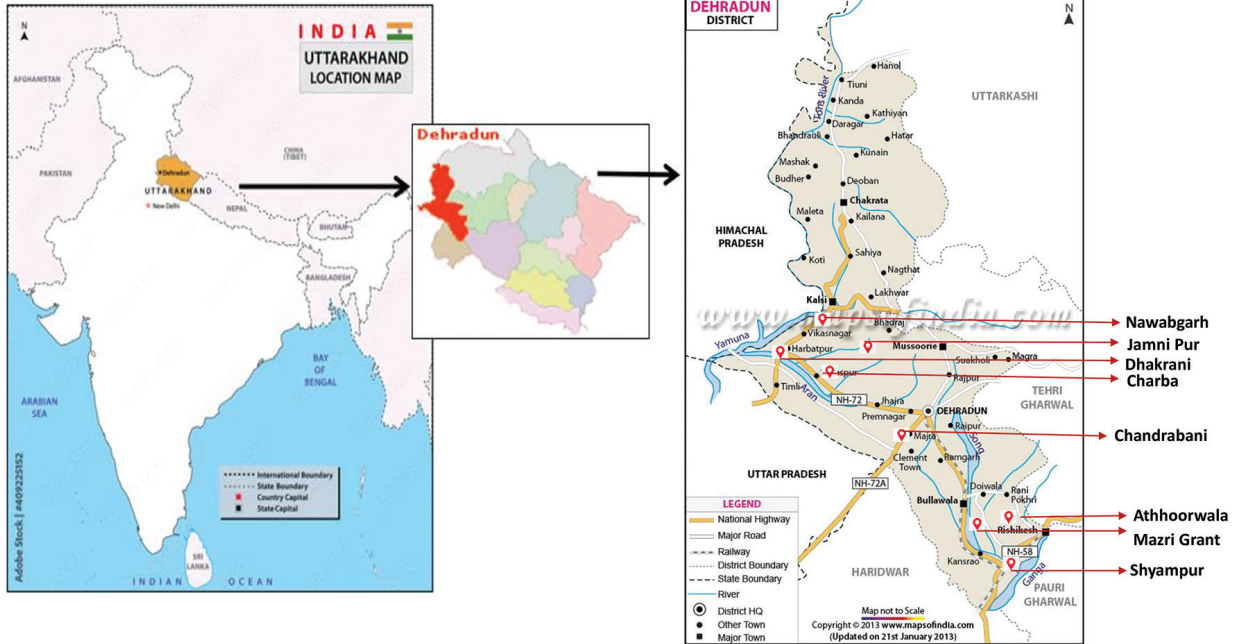 INDIA
UTTARAKHAND
LOCATION MAP
N
AFGHANISTAN
PAKISTAN
CHINA
(TIBET)
Dehradun
UTTARAKHAND
New Delhi
NEPAL
BHUTAN
BANGLADESH
BAY
OF
BENGAL
ARABIAN
SEA
International Boundary
State Boundary
Country Capital
State Capital
SRI
LANKA
INDIAN OCEAN
Adobe Stock | #409225152
Dehradun
DEHRADUN
DISTRICT
N
Hanol
Tiuni
Tons River
Kanda
Kathiyan
Daragar
Bhandrauli
Hatar
Kunain
Mashak
Budher
Deoban
Chakrata
Maleta
Kailana
Sahiya
Koti
Nagthat
Lakhwar
Kalsi
UTTARKASHI
HIMACHAL
PRADESH
www.mapsofindia.com
Bhadraj
Vikasnagar
Yamuna
Harbatpur
Mussoorie
Suakholi
Magra
Rajpur
Timli
Aran
NH-72
Jhajra
Premnagar
DEHRADUN
TEHRI
GHARWAL
Raipur
Majra
Song
Clement
Town
Ramgarh
UTTAR PRADESH
NH-72A
Doiwala
Rani
Pokhri
Bullawala
Rishikesh
NH-58
Kansrao
Ganga
HARIDWAR
PAURI
GHARWAL
LEGEND
National Highway
Major Road
Railway
District Boundary
State Boundary
River
District HQ
Other Town
Major Town
Map not to Scale
Copyright © 2013 www.mapsofindia.com
(Updated on 21st January 2013)
Nawabgarh
Jamni Pur
Dhakrani
Charba
Chandrabani
Athhoorwala
Mazri Grant
Shyampur